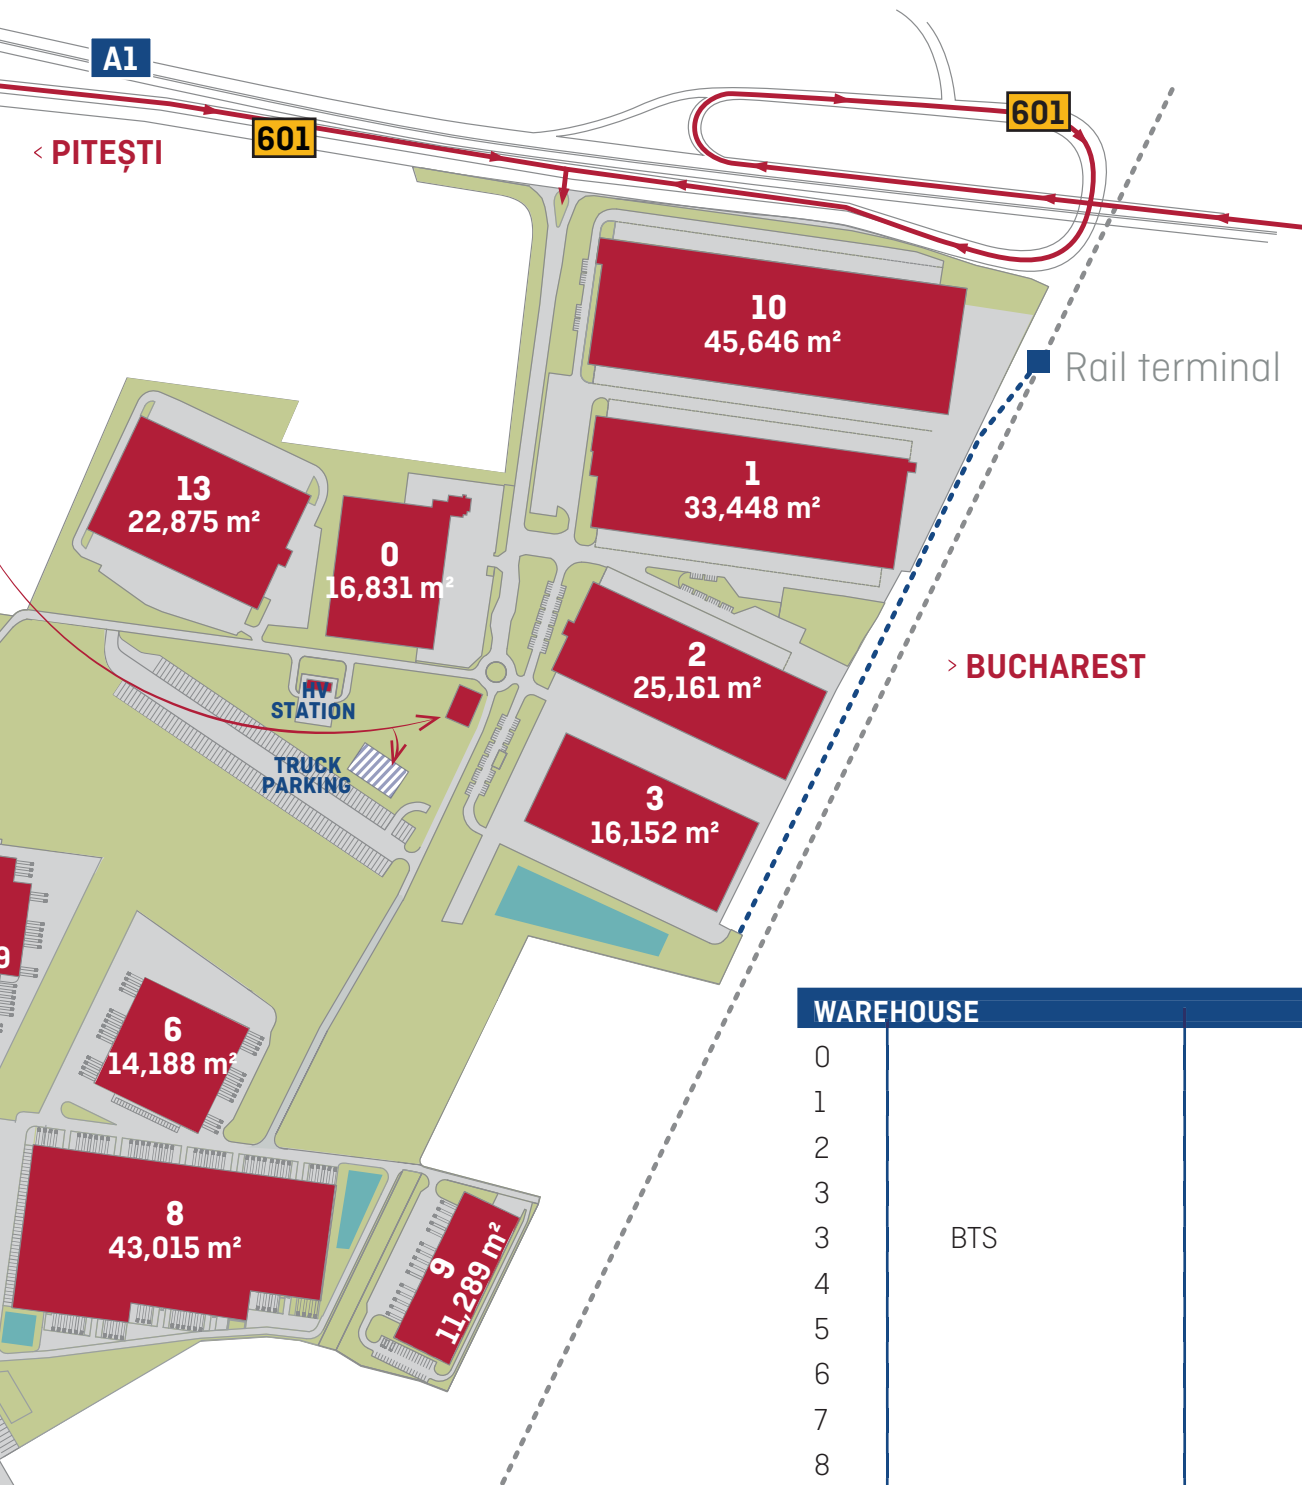 A1
601
601
< PITEȘTI
10
45,646 m²
Rail terminal
1
33,448 m²
13
22,875 m²
0
16,831 m²
2
25,161 m²
> BUCHAREST
HV
STATION
TRUCK
PARKING
3
16,152 m²
9
6
14,188 m²
8
43,015 m²
9
11,289 m²
WAREHOUSE
0
1
2
3
3 BTS
4
5
6
7
8